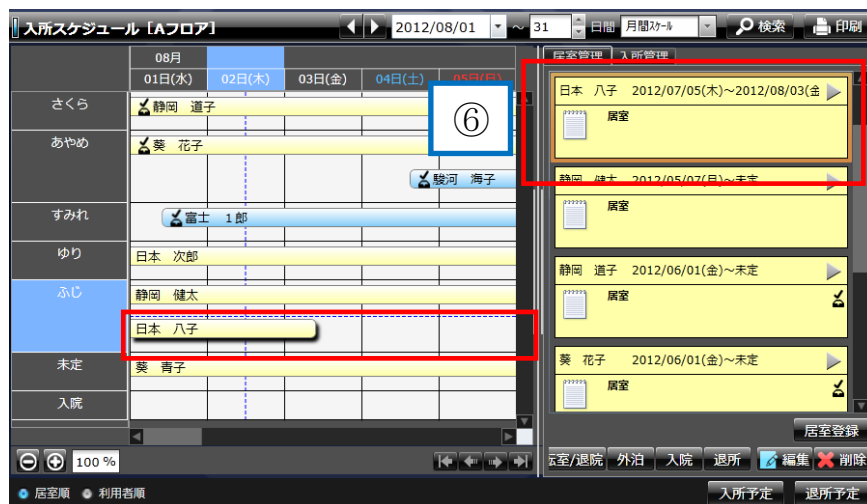 入所スケジュール [Aフロア]
2012/08/01 ～ 31 日間 月間スケール 検索 印刷
08月
01日(水) 02日(木) 03日(金) 04日(土) 05日(日)
さくら
静岡 道子
あやめ
葵 花子
駿河 海子
すみれ
富士 1郎
ゆり
日本 次郎
ふじ
静岡 健太
日本 八子
未定
葵 青子
入院
⑥
居室管理 入所管理
日本 八子 2012/07/05(木)～2012/08/03(金
居室
静岡 健太 2012/05/07(月)～未定
居室
静岡 道子 2012/06/01(金)～未定
居室
葵 花子 2012/06/01(金)～未定
居室
居室登録
100 %
転室/退院 外泊 入院 退所 編集 削除
居室順 利用者順
入所予定 退所予定